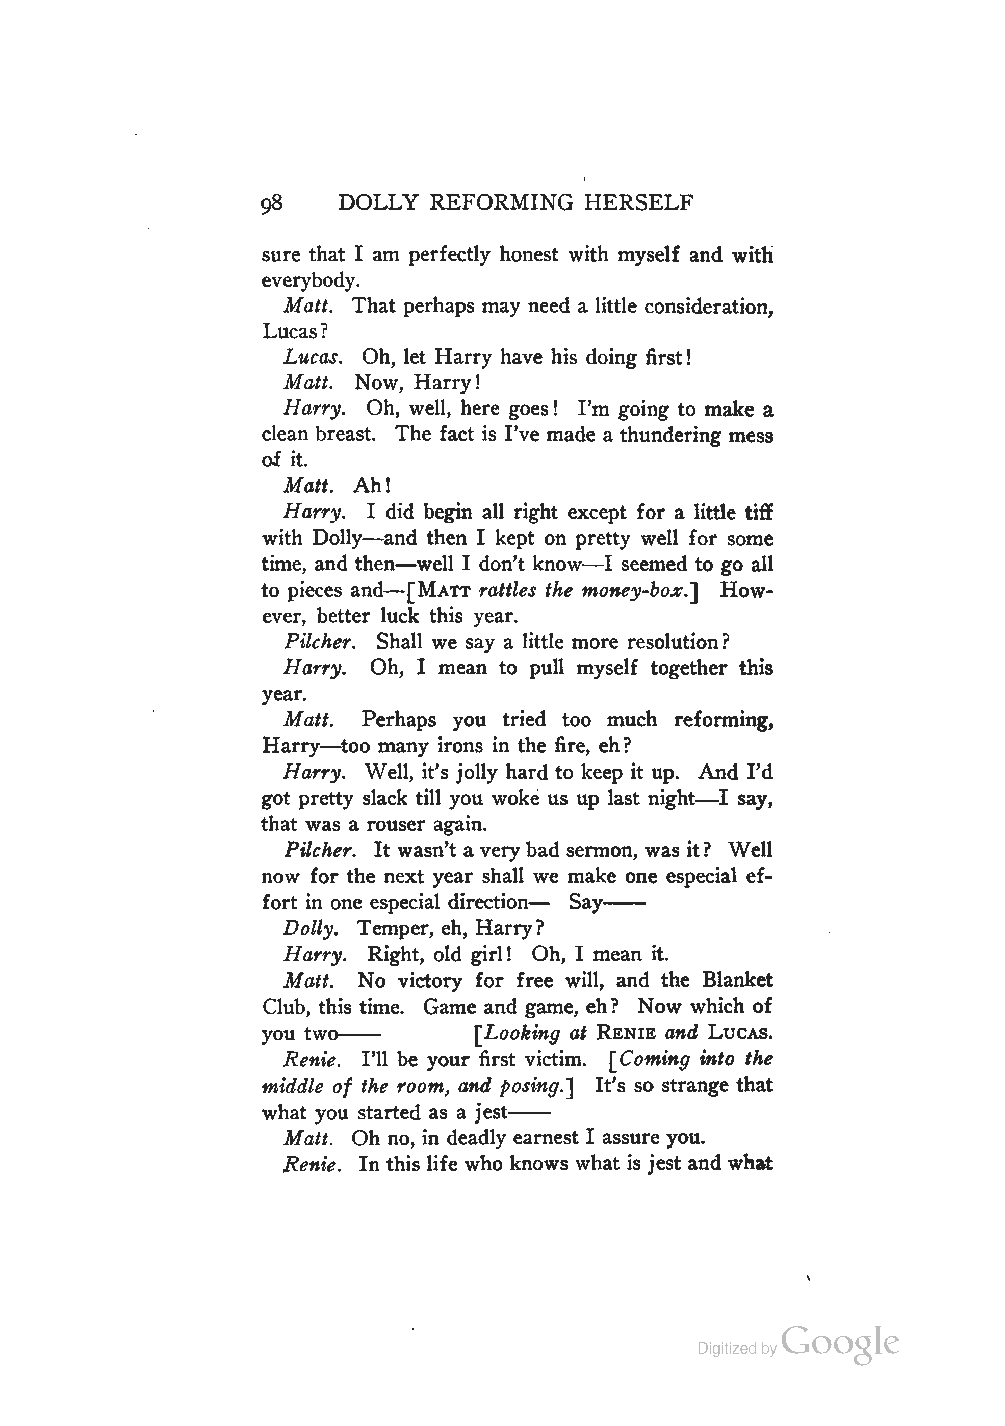 98 DOLLY REFORMING HERSELF
sure that I am perfectly honest with myself and with
everybody.
Matt. That perhaps may need a little consideration,
Lucas?
Lucas. Oh, let Harry have his doing first!
Matt. Now, Harry!
Harry. Oh, well, here goes! I'm going to make a
clean breast. The fact is I've made a thundering mess
of it.
Matt. Ah!
Harry. I did begin all right except for a little tiff
with Dolly—and then I kept on pretty well for some
time, and then—well I don't know—I seemed to go all
to pieces and—[MATT rattles the money-box.] How-
ever, better luck this year.
Pilcher. Shall we say a little more resolution?
Harry. Oh, I mean to pull myself together this
year.
Matt. Perhaps you tried too much reforming,
Harry—too many irons in the fire, eh?
Harry. Well, it's jolly hard to keep it up. And I'd
got pretty slack till you woke us up last night—I say,
that was a rouser again.
Pilcher. It wasn't a very bad sermon, was it? Well
now for the next year shall we make one especial ef-
fort in one especial direction— Say——
Dolly. Temper, eh, Harry?
Harry. Right, old girl! Oh, I mean it.
Matt. No victory for free will, and the Blanket
Club, this time. Game and game, eh? Now which of
you two—— [Looking at RENIE and LUCAS.
Renie. I'll be your first victim. [Coming into the
middle of the room, and posing.] It's so strange that
what you started as a jest——
Matt. Oh no, in deadly earnest I assure you.
Renie. In this life who knows what is jest and what
Digitized by Google